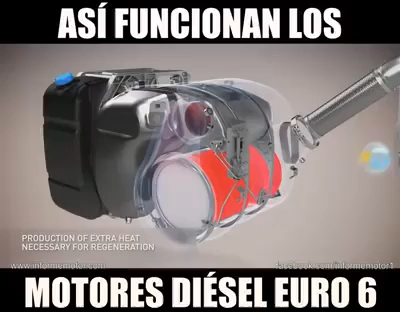 ASÍ FUNCIONAN LOS
PRODUCTION OF EXTRA HEAT
NECESSARY FOR REGENERATION
www.informemotor.com
facebook.com/informemotor1
MOTORES DIÉSEL EURO 6